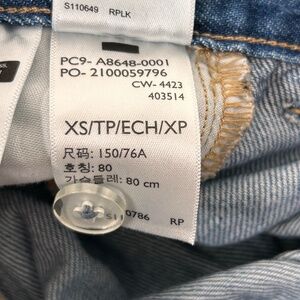 S110649 RPLK
PC9- A8648-0001
PO- 2100059796
CW- 4423
403514
XS/TP/ECH/XP
尺码: 150/76A
호칭: 80
가슴둘레: 80 cm
0786 RP